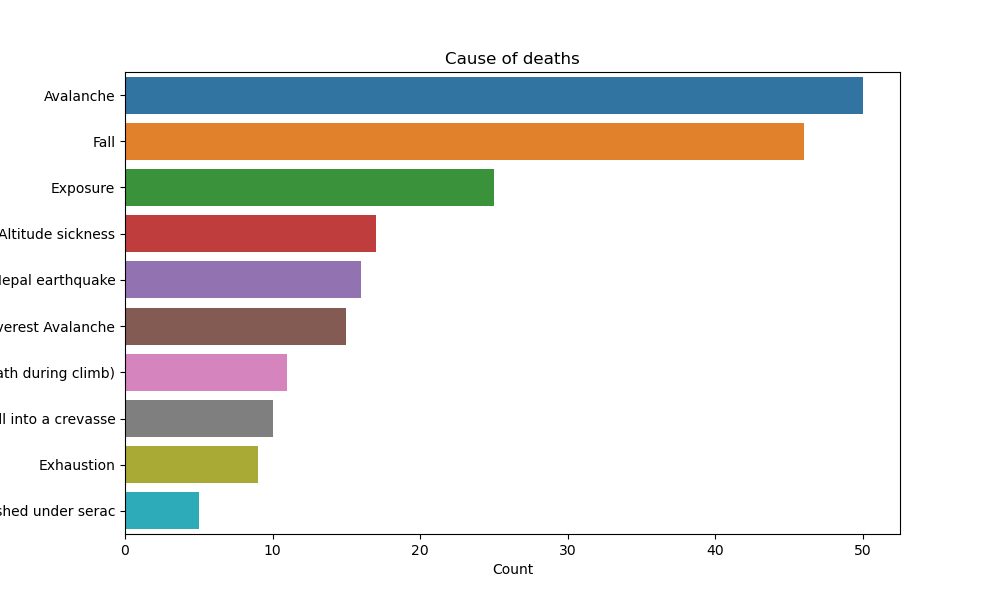 Cause of deaths
Avalanche
Fall
Exposure
Altitude sickness
epal earthquake
verest Avalanche
ath during climb)
ll into a crevasse
Exhaustion
shed under serac
0 10 20 30 40 50
Count